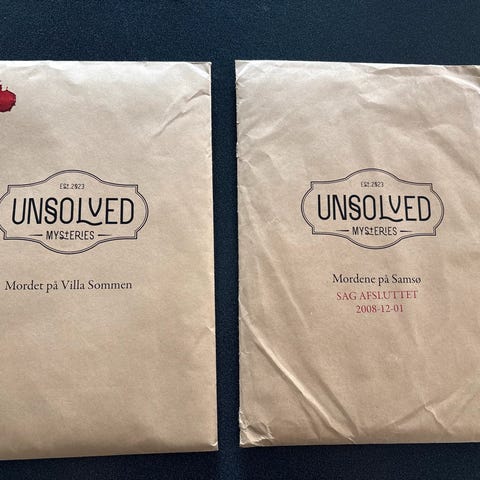 EST. 2023
UNSOLVED
MYSTERIES
Mordet på Villa Sommen
EST. 2023
UNSOLVED
MYSTERIES
Mordene på Samsø
SAG AFSLUTTET
2008-12-01